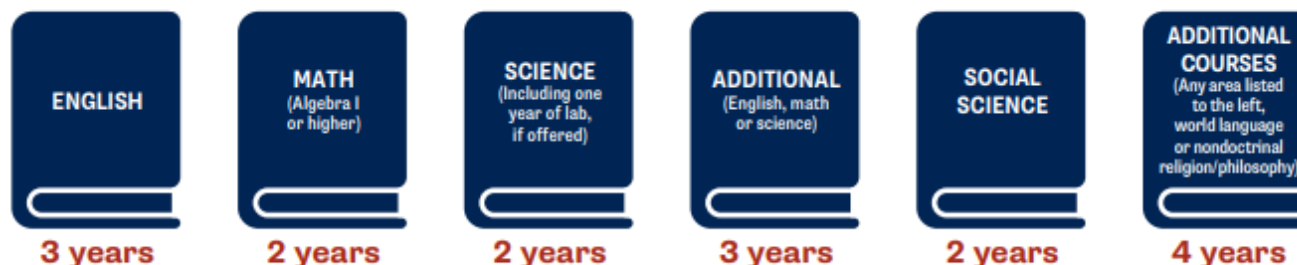 ENGLISH
3 years
MATH
(Algebra I
or higher)
2 years
SCIENCE
(Including one
year of lab,
if offered)
2 years
ADDITIONAL
(English, math
or science)
3 years
SOCIAL
SCIENCE
2 years
ADDITIONAL
COURSES
(Any area listed
to the left,
world language
or nondoctrinal
religion/philosophy)
4 years